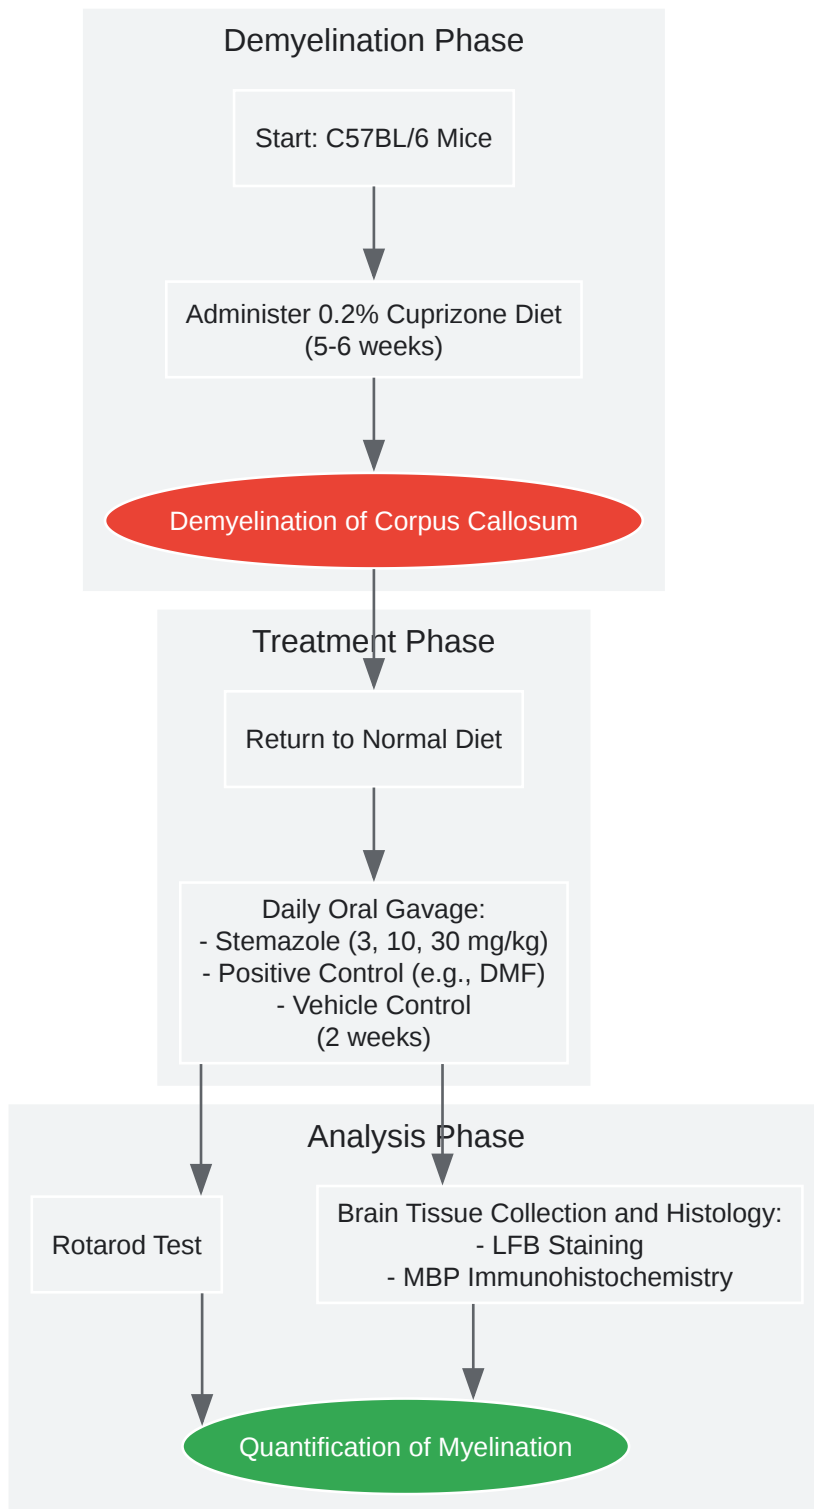 Demyelination Phase
Start: C57BL/6 Mice
Administer 0.2% Cuprizone Diet
(5-6 weeks)
Demyelination of Corpus Callosum
Treatment Phase
Return to Normal Diet
Daily Oral Gavage:
- Stemazole (3, 10, 30 mg/kg)
- Positive Control (e.g., DMF)
- Vehicle Control
(2 weeks)
Analysis Phase
Rotarod Test
Brain Tissue Collection and Histology:
- LFB Staining
- MBP Immunohistochemistry
Quantification of Myelination